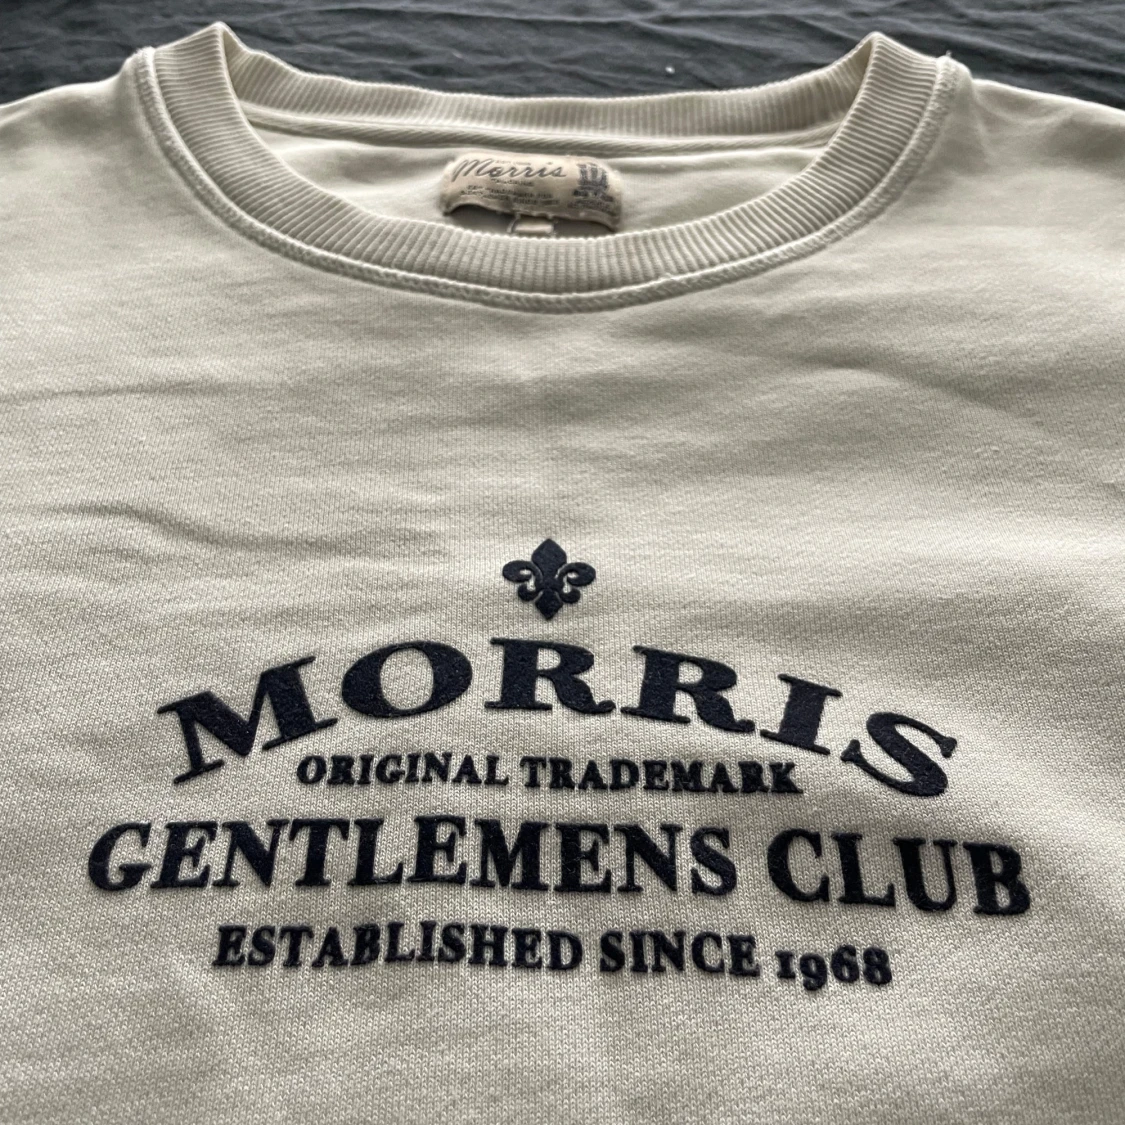 Morris
MORRIS
ORIGINAL TRADEMARK
GENTLEMENS CLUB
ESTABLISHED SINCE 1968